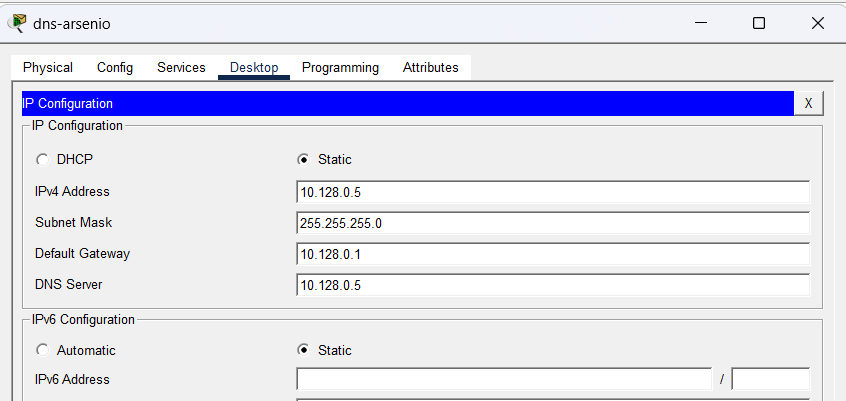 dns-arsenio
Physical Config Services Desktop Programming Attributes
IP Configuration X
IP Configuration
DHCP Static
IPv4 Address 10.128.0.5
Subnet Mask 255.255.255.0
Default Gateway 10.128.0.1
DNS Server 10.128.0.5
IPv6 Configuration
Automatic Static
IPv6 Address /